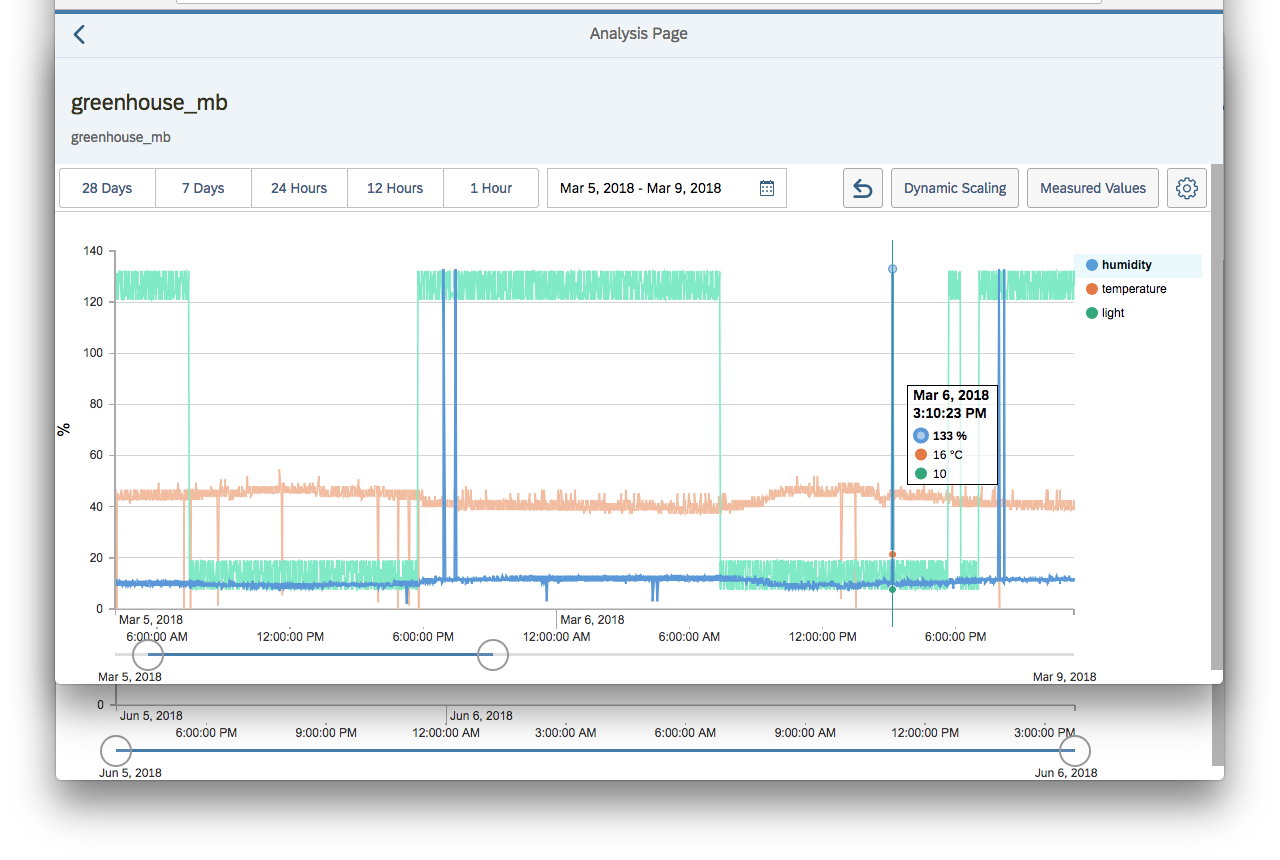 Analysis Page
greenhouse_mb
greenhouse_mb
28 Days 7 Days 24 Hours 12 Hours 1 Hour Mar 5, 2018 - Mar 9, 2018 Dynamic Scaling Measured Values
140
120
100
80
60
40
20
0
%
humidity
temperature
light
Mar 6, 2018
3:10:23 PM
133 %
16 °C
10
Mar 5, 2018 Mar 6, 2018
6:00:00 AM 12:00:00 PM 6:00:00 PM 12:00:00 AM 6:00:00 AM 12:00:00 PM 6:00:00 PM
Mar 5, 2018 Mar 9, 2018
0
Jun 5, 2018 Jun 6, 2018
6:00:00 PM 9:00:00 PM 12:00:00 AM 3:00:00 AM 6:00:00 AM 9:00:00 AM 12:00:00 PM 3:00:00 PM
Jun 5, 2018 Jun 6, 2018